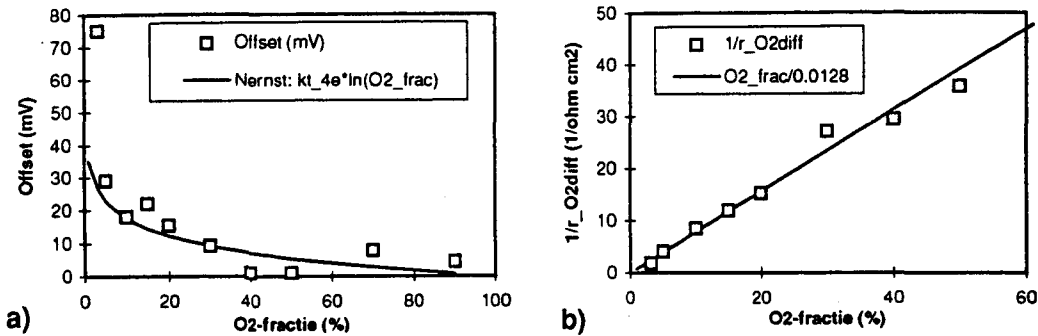 80
70
60
50
40
30
20
10
0
Offset (mV)
Offset (mV)
Nernst: kt_4e*ln(O2_frac)
0 20 40 60 80 100
O2-fractie (%)
a)
50
40
30
20
10
0
1/r_O2diff (1/ohm cm2)
1/r_O2diff
O2_frac/0.0128
0 20 40 60
O2-fractie (%)
b)